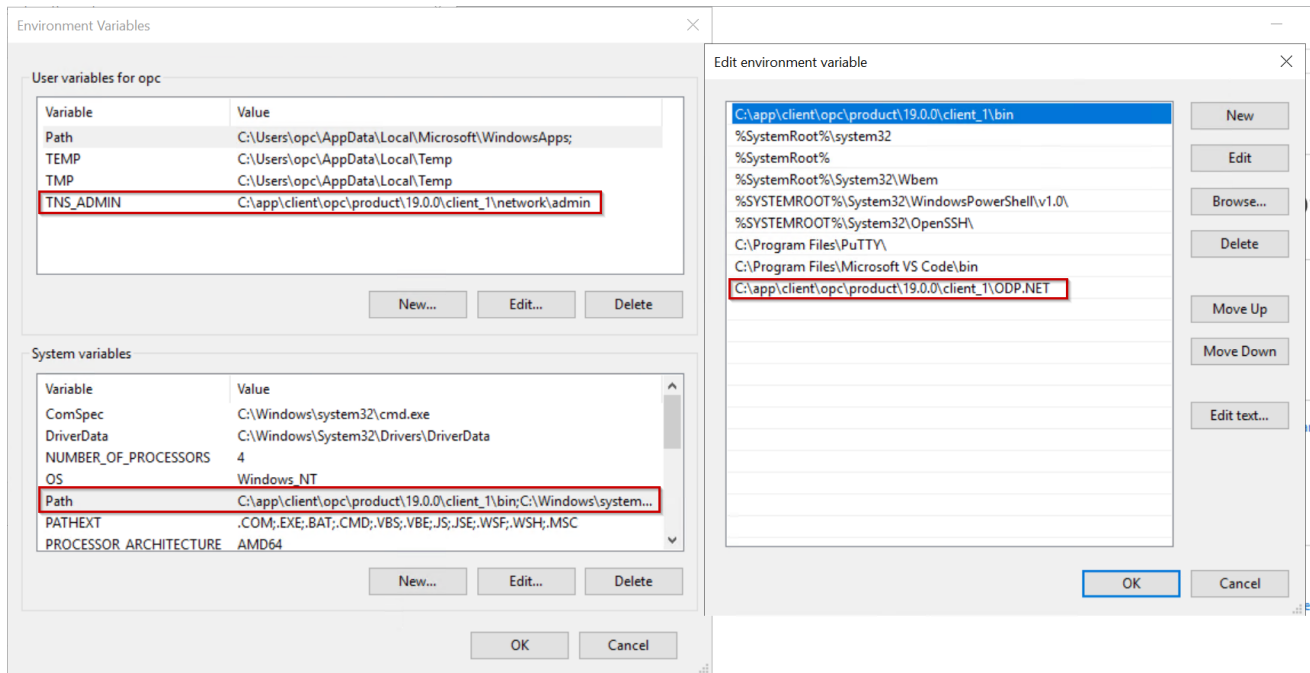 Environment Variables
User variables for opc
Variable Value
Path C:\Users\opc\AppData\Local\Microsoft\WindowsApps;
TEMP C:\Users\opc\AppData\Local\Temp
TMP C:\Users\opc\AppData\Local\Temp
TNS_ADMIN C:\app\client\opc\product\19.0.0\client_1\network\admin
New... Edit... Delete
System variables
Variable Value
ComSpec C:\Windows\system32\cmd.exe
DriverData C:\Windows\System32\Drivers\DriverData
NUMBER_OF_PROCESSORS 4
OS Windows_NT
Path C:\app\client\opc\product\19.0.0\client_1\bin;C:\Windows\system...
PATHEXT .COM;.EXE;.BAT;.CMD;.VBS;.VBE;.JS;.JSE;.WSF;.WSH;.MSC
PROCESSOR_ARCHITECTURE AMD64
New... Edit... Delete
OK Cancel
Edit environment variable
C:\app\client\opc\product\19.0.0\client_1\bin
%SystemRoot%\system32
%SystemRoot%
%SystemRoot%\System32\Wbem
%SYSTEMROOT%\System32\WindowsPowerShell\v1.0\
%SYSTEMROOT%\System32\OpenSSH\
C:\Program Files\PuTTY\
C:\Program Files\Microsoft VS Code\bin
C:\app\client\opc\product\19.0.0\client_1\ODP.NET
New
Edit
Browse...
Delete
Move Up
Move Down
Edit text...
OK Cancel